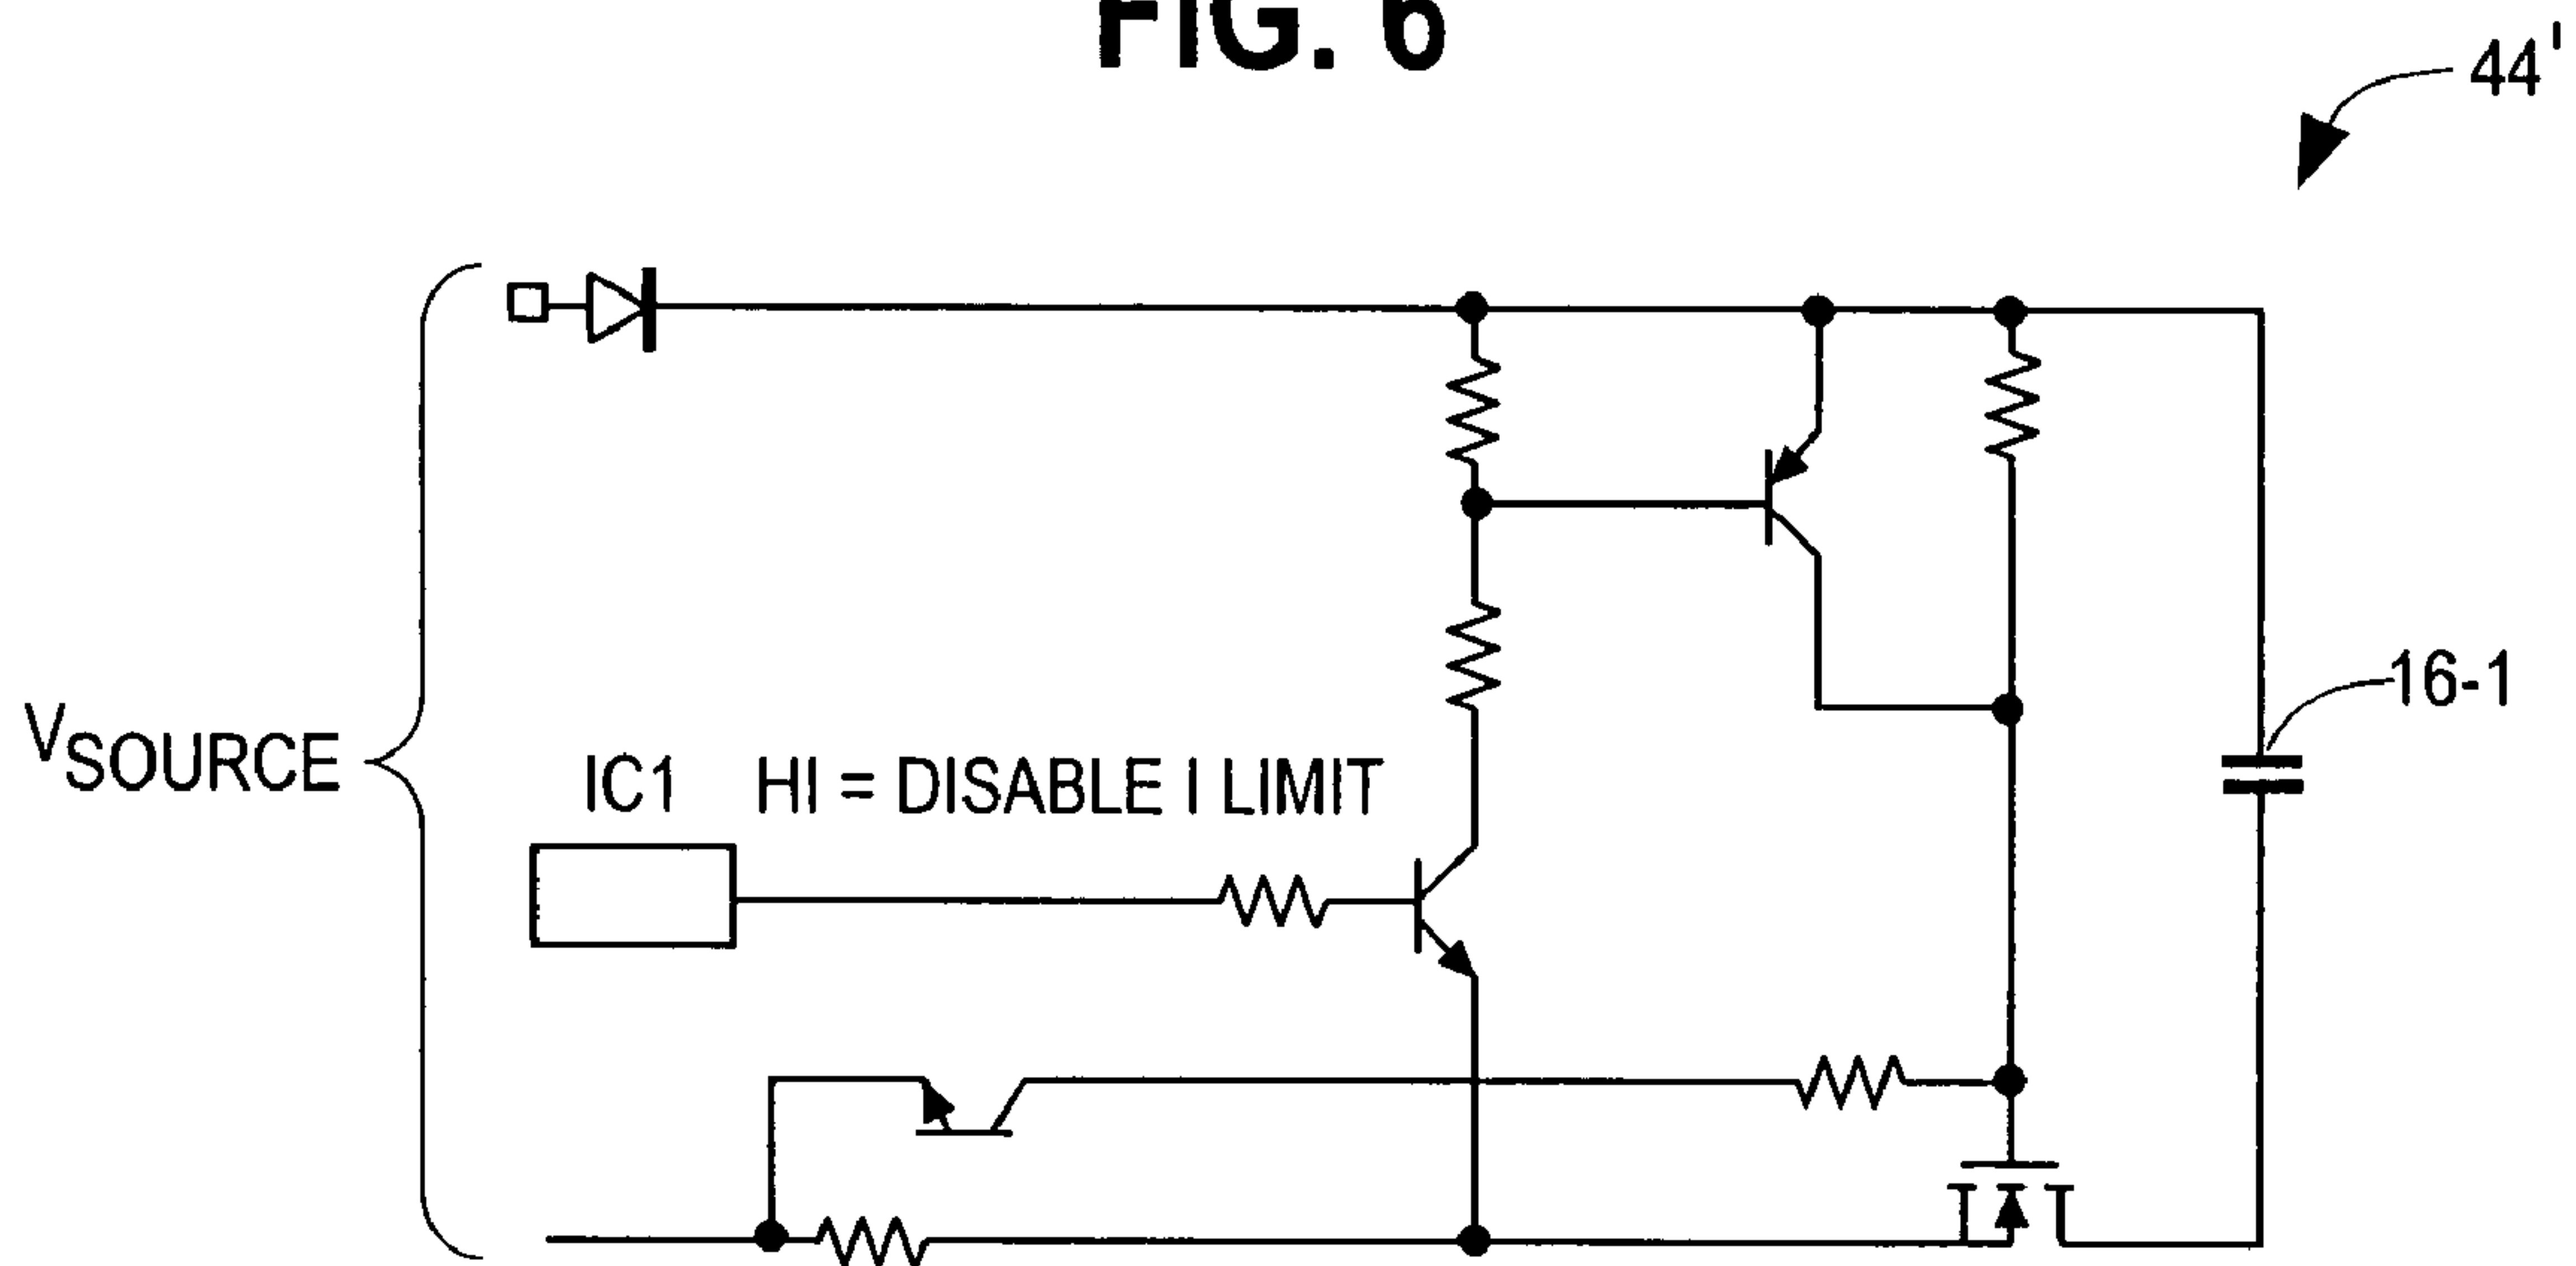 FIG. 6
44'
16-1
VSOURCE
IC1 HI = DISABLE I LIMIT